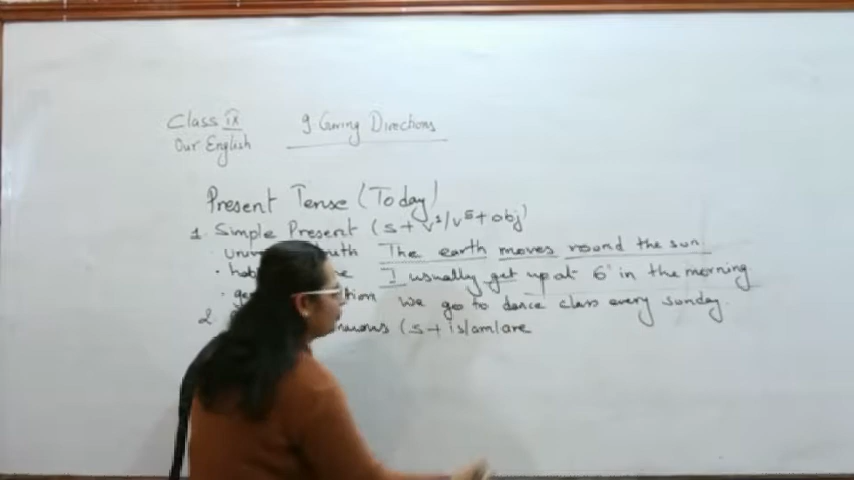 Class IX
Our English
9 Giving Directions
Present Tense (Today)
1. Simple Present (S + V¹/V⁵ + obj)
The earth moves round the sun
I usually get up at 6' in the morning
We go to dance class every sunday.
2. (S + is/am/are